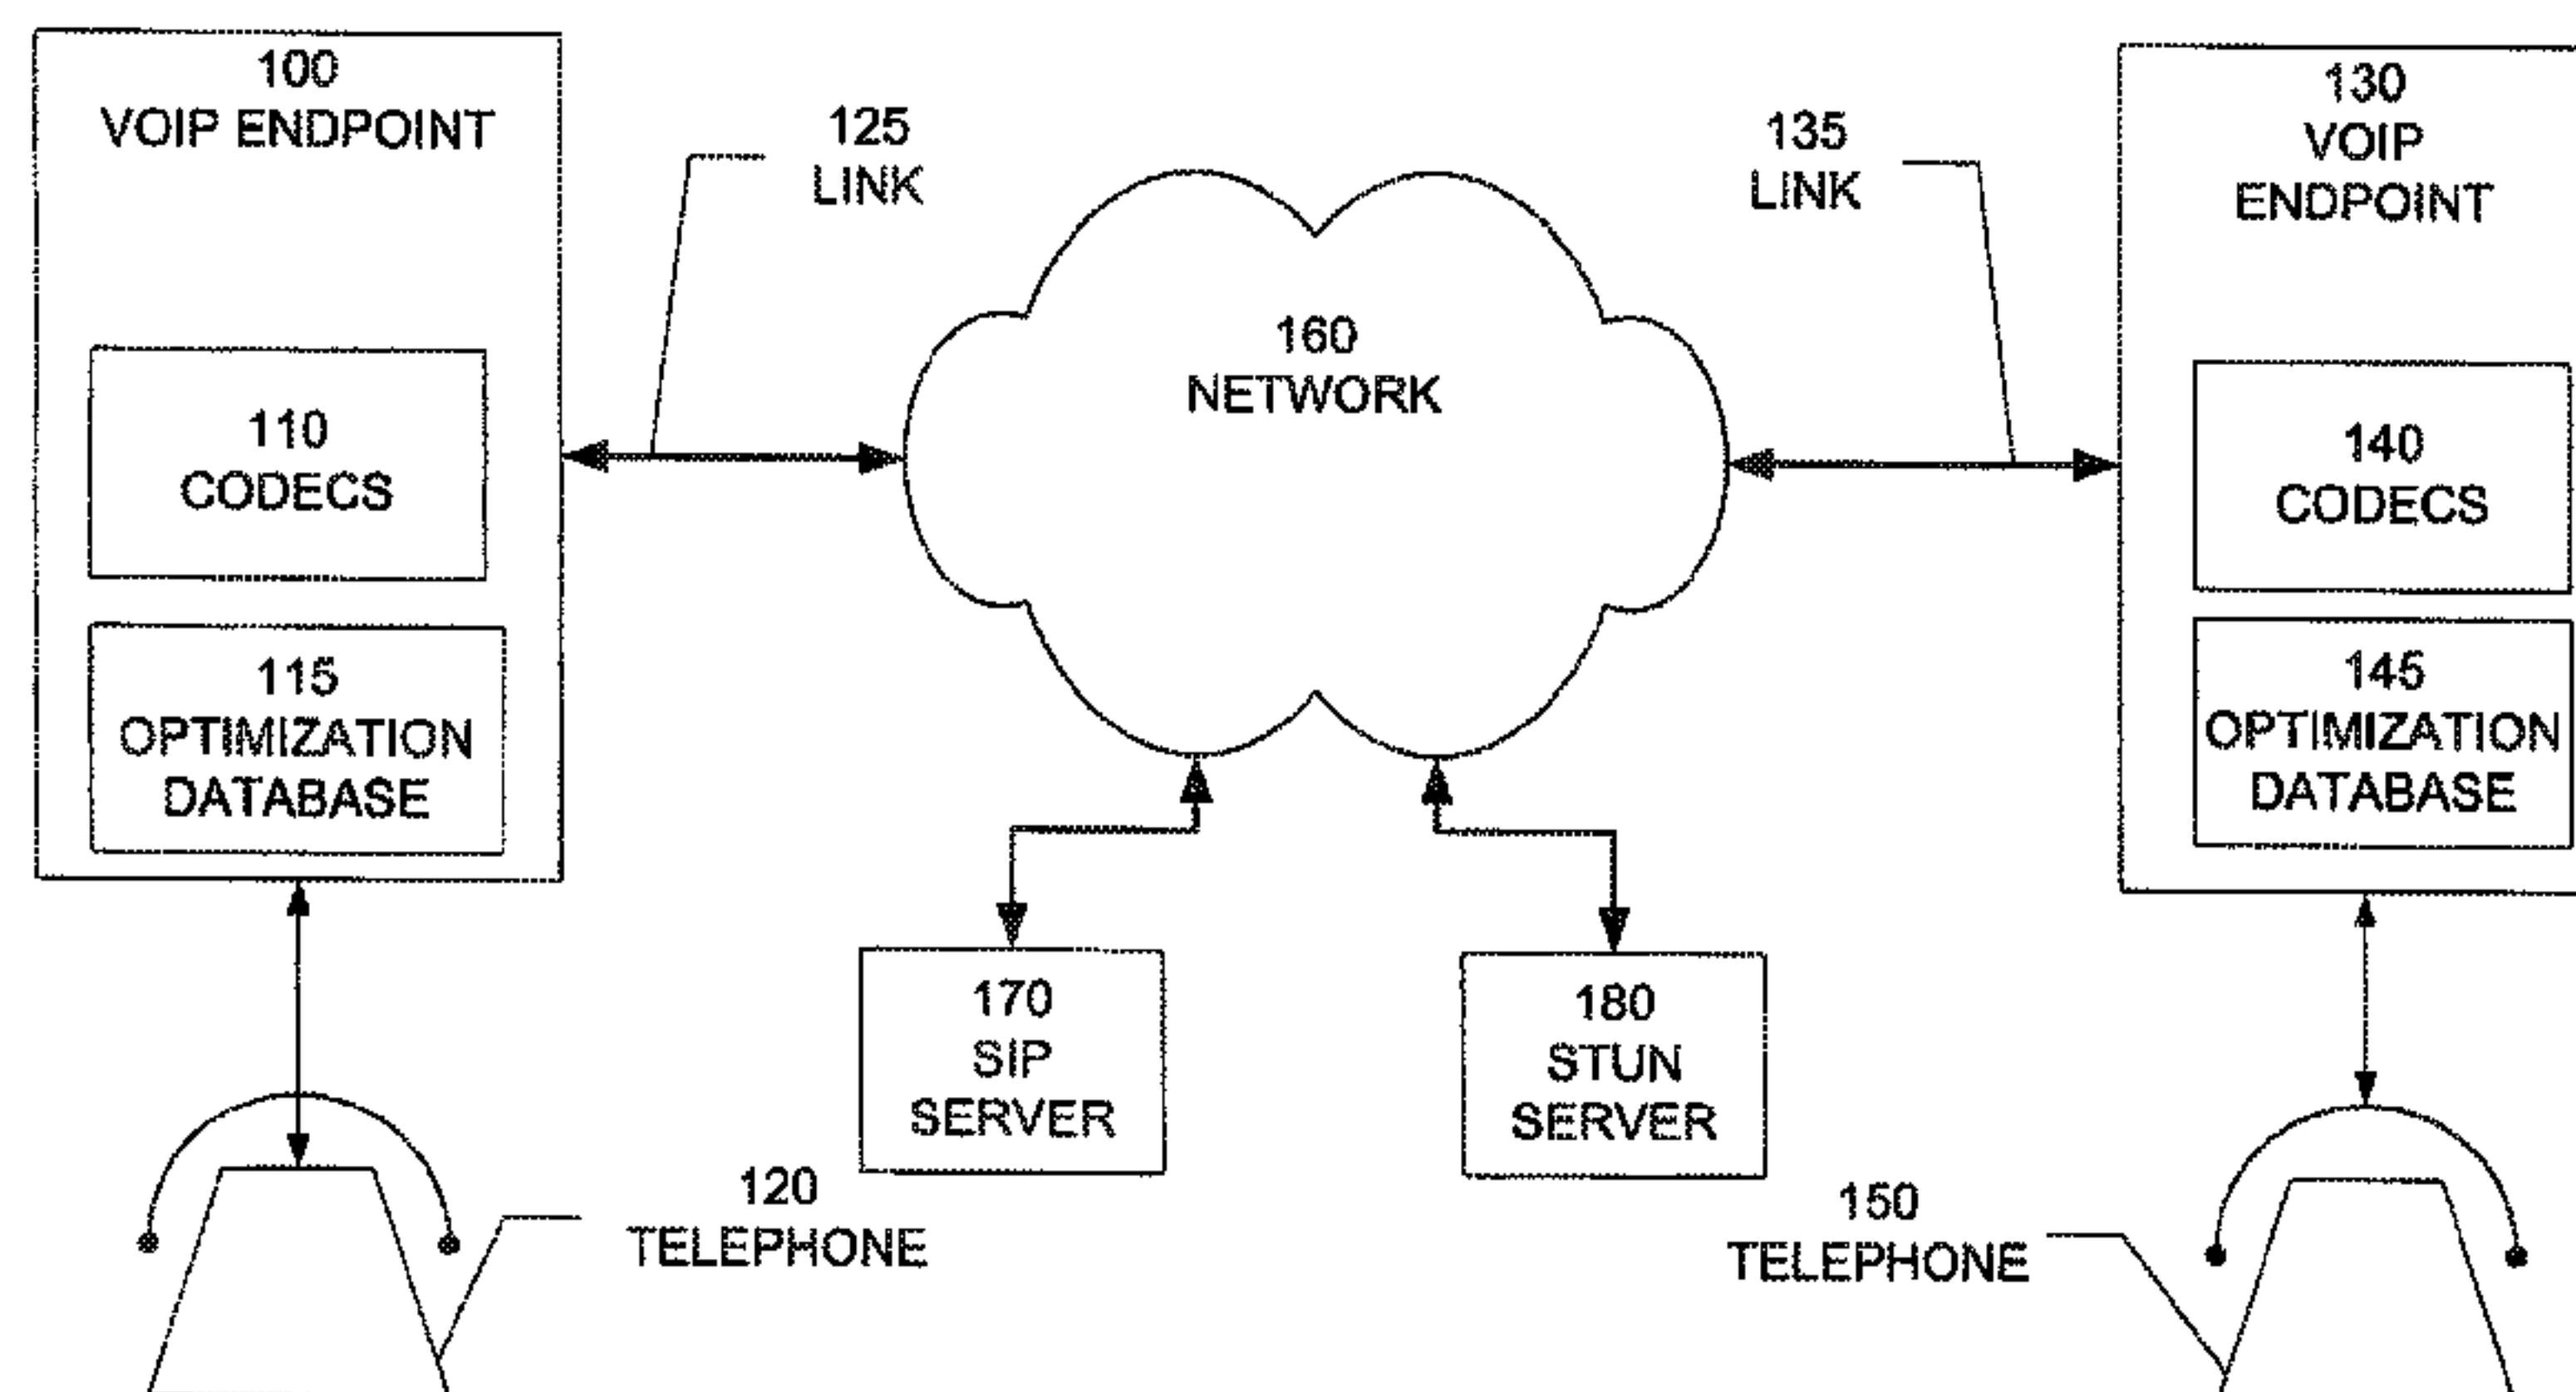 100
VOIP ENDPOINT
110
CODECS
115
OPTIMIZATION
DATABASE
125
LINK
160
NETWORK
135
LINK
130
VOIP
ENDPOINT
140
CODECS
145
OPTIMIZATION
DATABASE
170
SIP
SERVER
180
STUN
SERVER
120
TELEPHONE
150
TELEPHONE